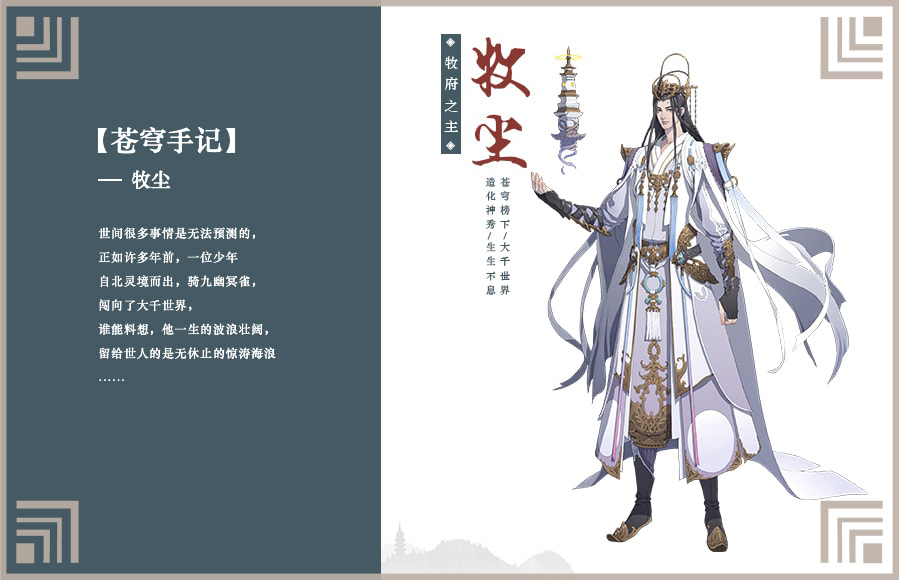 【苍穹手记】
— 牧尘
世间很多事情是无法预测的，
正如许多年前，一位少年
自北灵境而出，骑九幽冥雀，
闯向了大千世界，
谁能料想，他一生的波浪壮阔，
留给世人的是无休止的惊涛海浪
……
牧府之主
牧尘
苍穹榜下/大千世界
造化神秀/生生不息